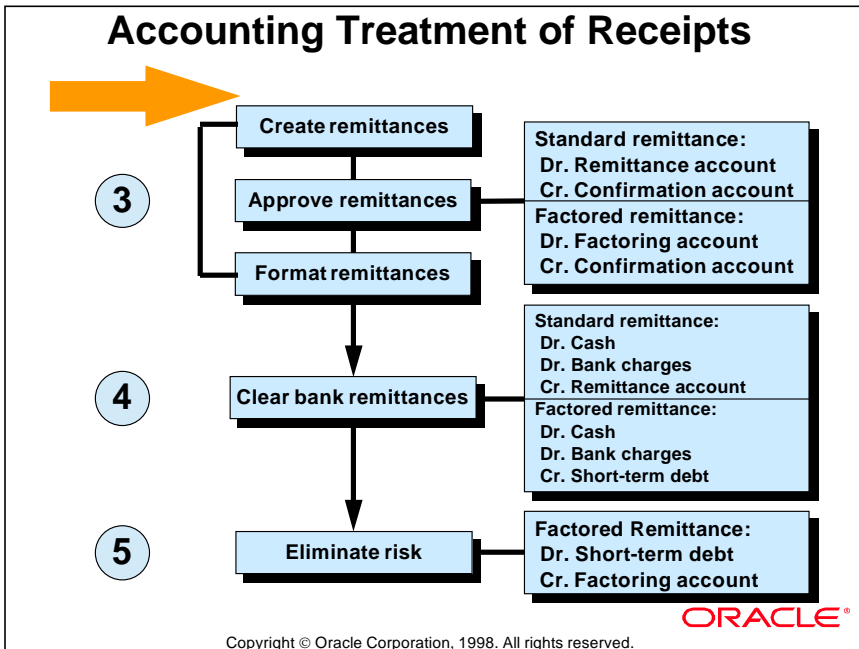 Accounting Treatment of Receipts
Create remittances
3
Approve remittances
Format remittances
Standard remittance:
Dr. Remittance account
Cr. Confirmation account
Factored remittance:
Dr. Factoring account
Cr. Confirmation account
4
Clear bank remittances
Standard remittance:
Dr. Cash
Dr. Bank charges
Cr. Remittance account
Factored remittance:
Dr. Cash
Dr. Bank charges
Cr. Short-term debt
5
Eliminate risk
Factored Remittance:
Dr. Short-term debt
Cr. Factoring account
ORACLE®
Copyright © Oracle Corporation, 1998. All rights reserved.